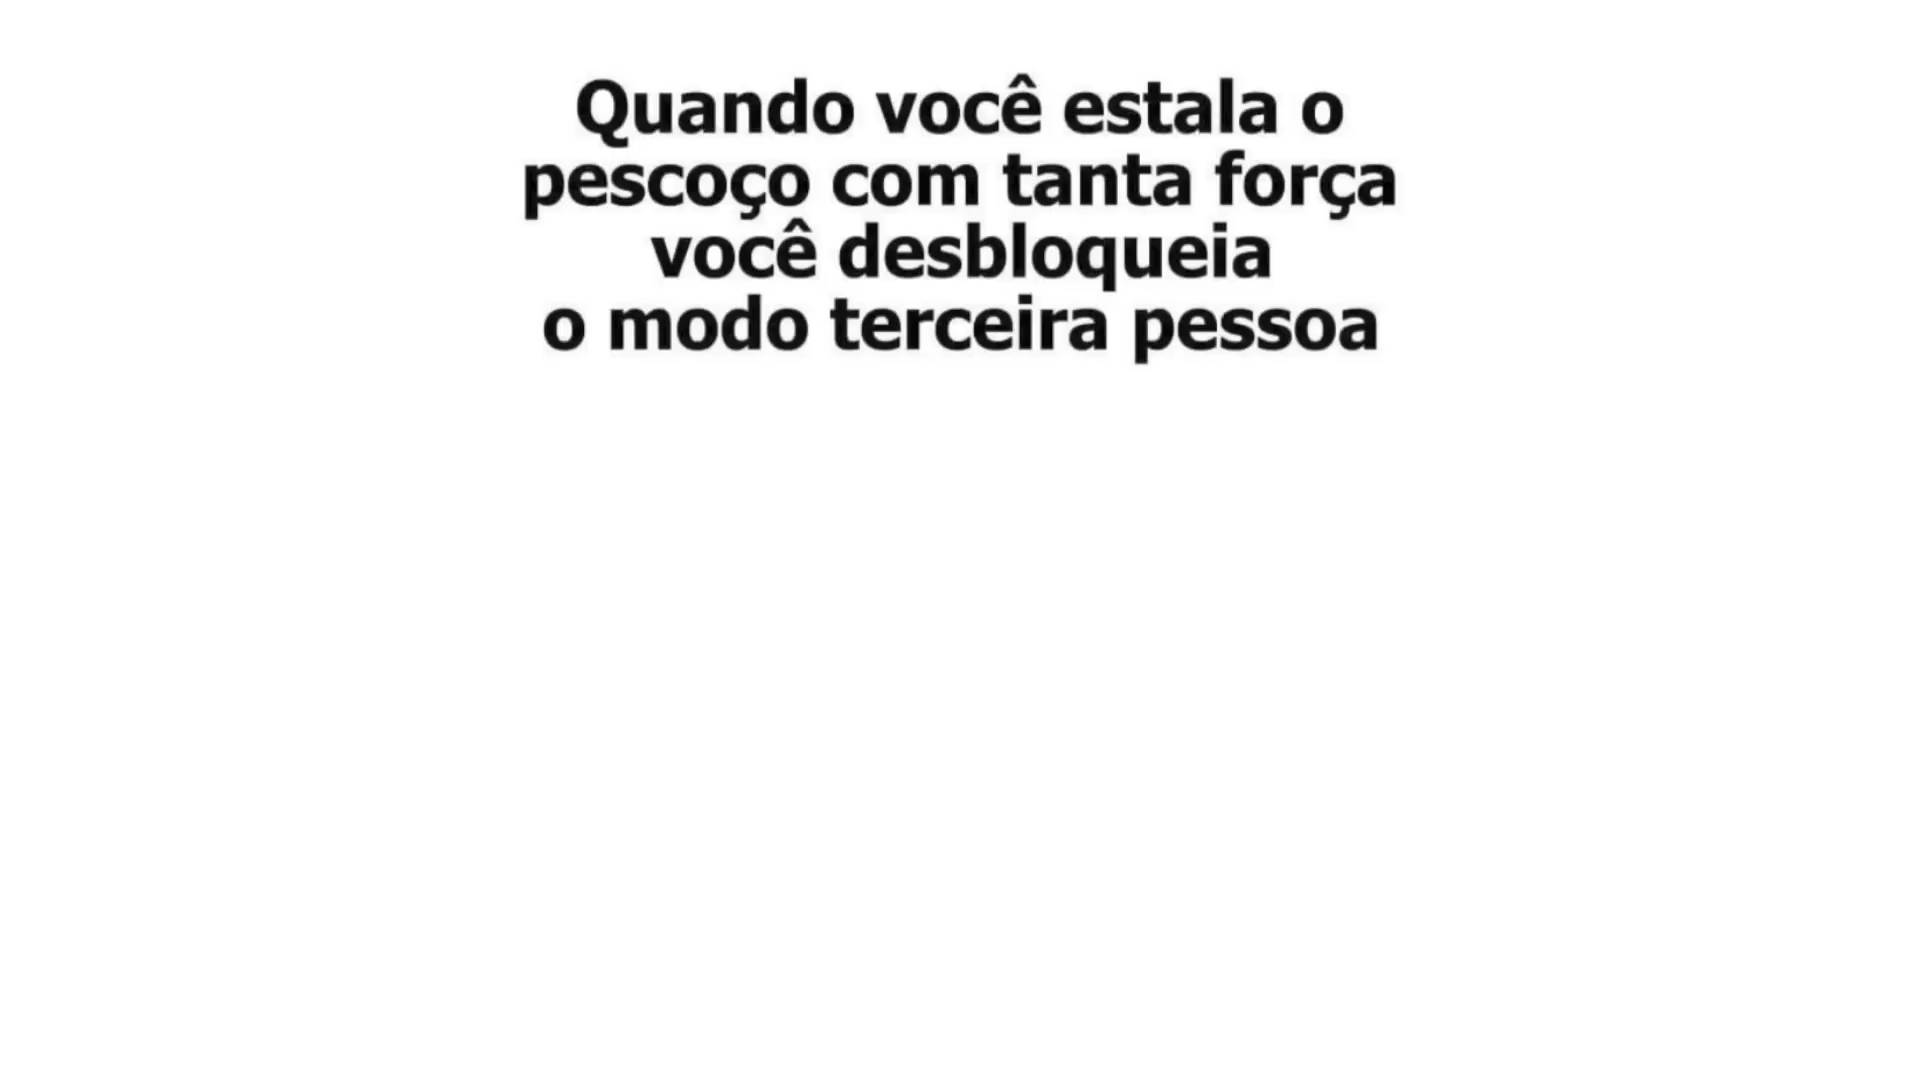 Quando você estala o
pescoço com tanta força
você desbloqueia
o modo terceira pessoa